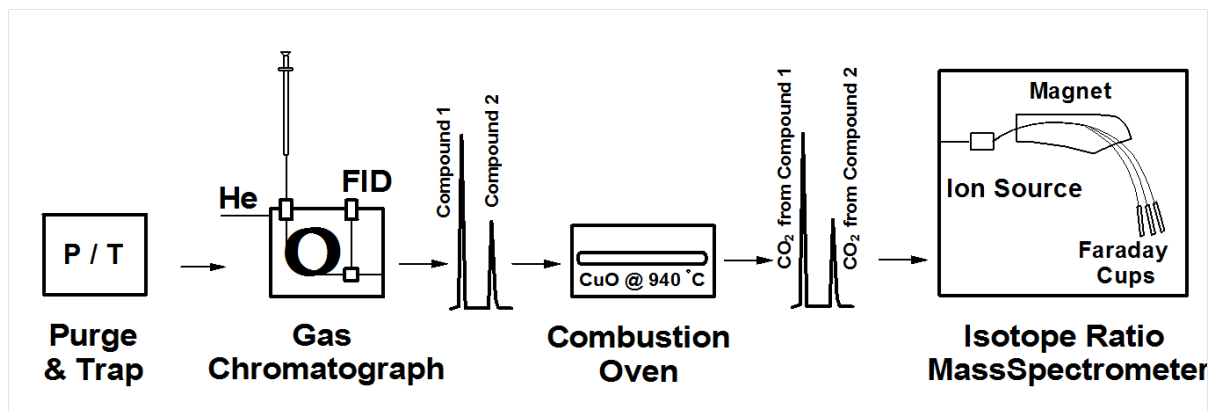 P / T
Purge
& Trap
He
FID
Gas
Chromatograph
Compound 1
Compound 2
CuO @ 940 °C
Combustion
Oven
CO₂ from Compound 1
CO₂ from Compound 2
Magnet
Ion Source
Faraday
Cups
Isotope Ratio
MassSpectrometer